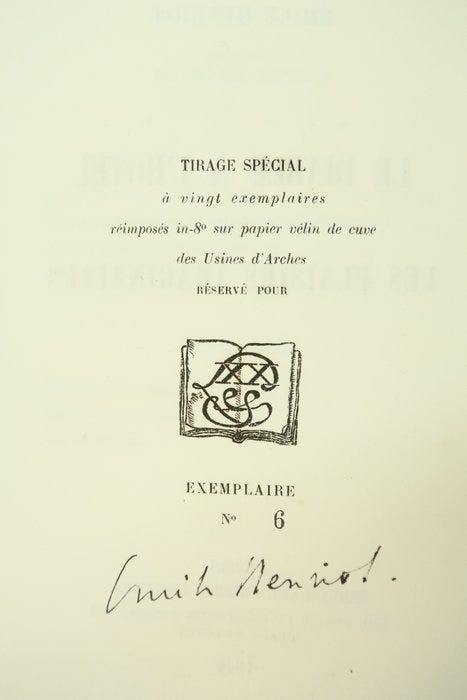 TIRAGE SPÉCIAL
à vingt exemplaires
réimposés in-8º sur papier vélin de cuve
des Usines d'Arches
RÉSERVÉ POUR
XX
EXEMPLAIRE
Nº 6
Emile Henriot.